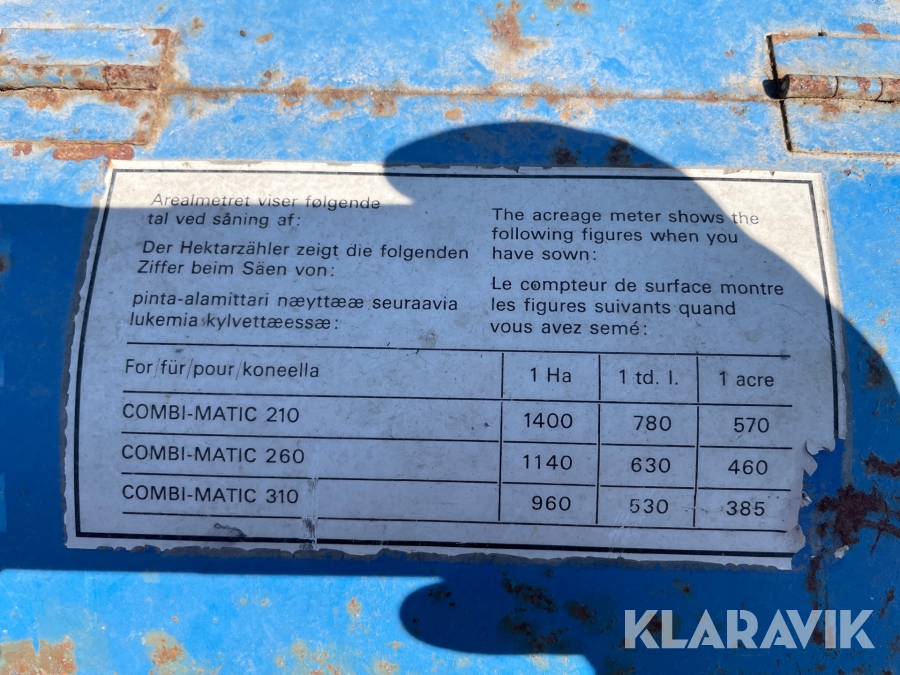 Arealmetret viser følgende
tal ved såning af:
Der Hektarzähler zeigt die folgenden
Ziffer beim Säen von:
pinta-alamittari næyttææ seuraavia
lukemia kylvettæessæ:
The acreage meter shows the
following figures when you
have sown:
Le compteur de surface montre
les figures suivants quand
vous avez semé:
For/für/pour/koneella 1 Ha 1 td. l. 1 acre
COMBI-MATIC 210 1400 780 570
COMBI-MATIC 260 1140 630 460
COMBI-MATIC 310 960 530 385
KLARAVIK